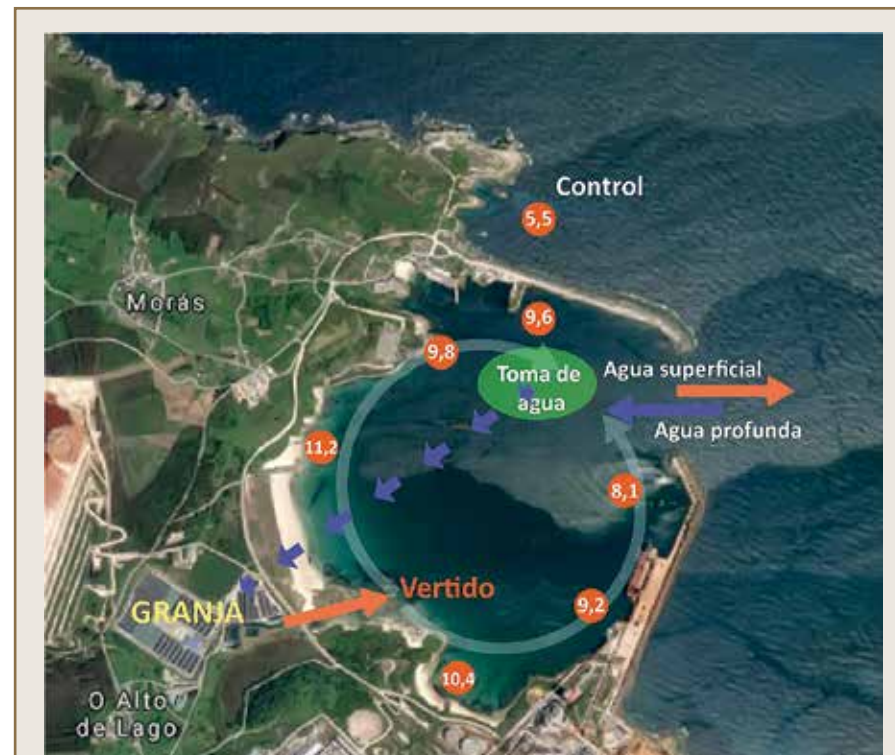 Control
5,5
Morás
9,6
9,8
Toma de
agua
Agua superficial
Agua profunda
11,2
8,1
GRANJA
Vertido
9,2
10,4
O Alto
de Lago